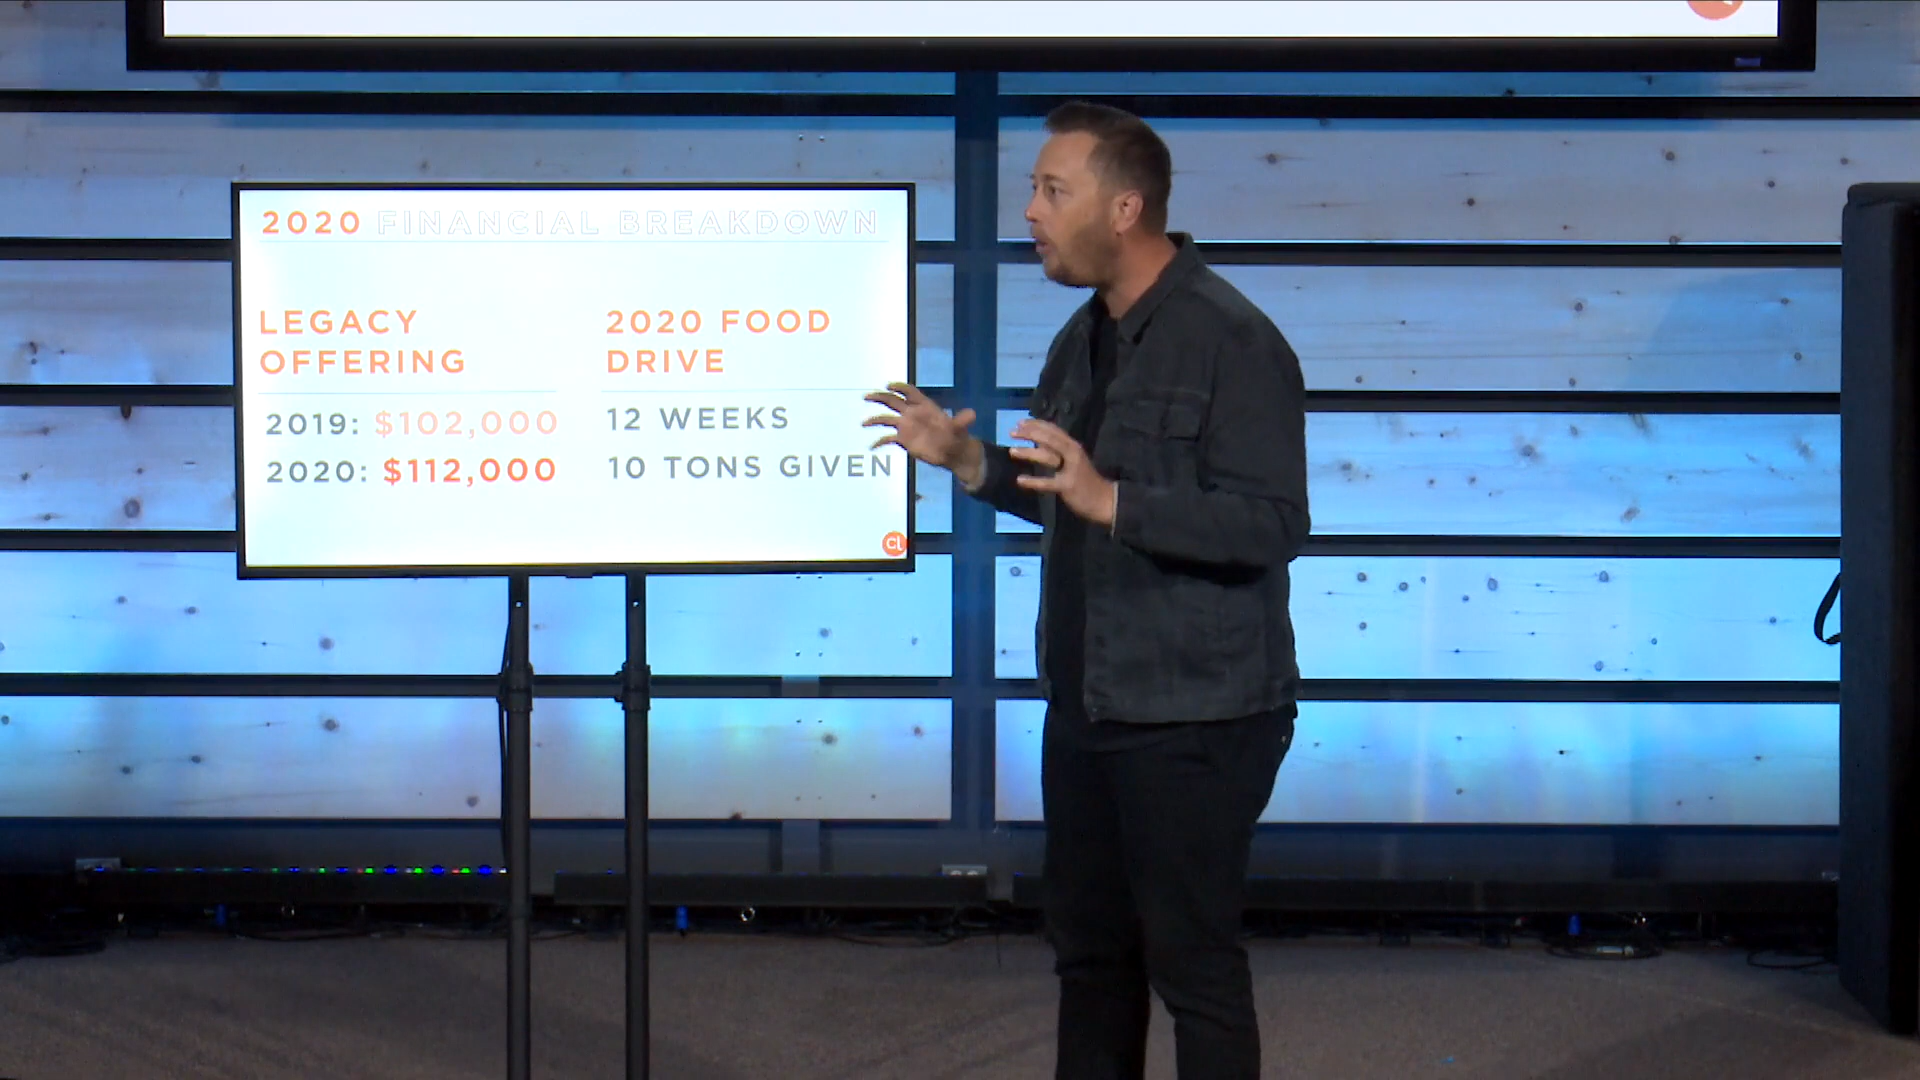 2020 FINANCIAL BREAKDOWN
LEGACY
OFFERING
2019: $102,000
2020: $112,000
2020 FOOD
DRIVE
12 WEEKS
10 TONS GIVEN
CL